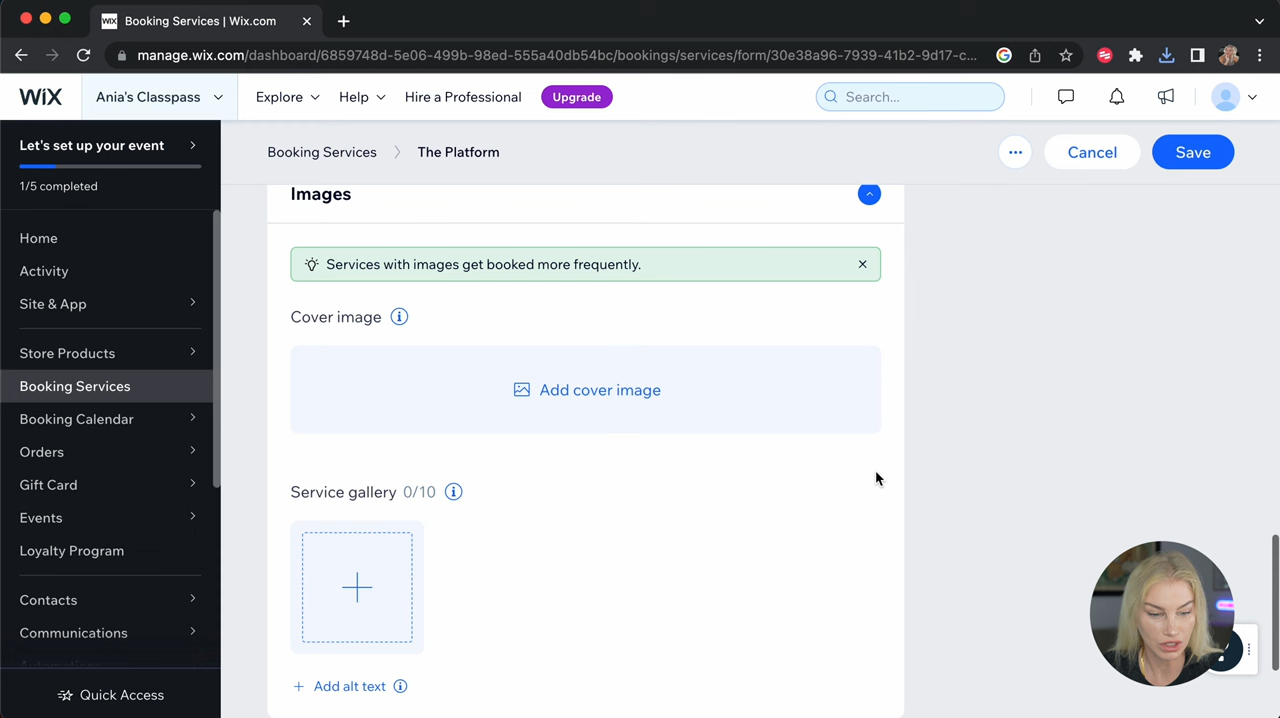 Booking Services | Wix.com
manage.wix.com/dashboard/6859748d-5e06-499b-98ed-555a40db54bc/bookings/services/form/30e38a96-7939-41b2-9d17-c...
WIX
Ania's Classpass
Explore
Help
Hire a Professional
Upgrade
Search...
Let's set up your event
1/5 completed
Booking Services
The Platform
Cancel
Save
Home
Activity
Site & App
Store Products
Booking Services
Booking Calendar
Orders
Gift Card
Events
Loyalty Program
Contacts
Communications
Automations
Quick Access
Images
Services with images get booked more frequently.
Cover image
Add cover image
Service gallery 0/10
+ Add alt text